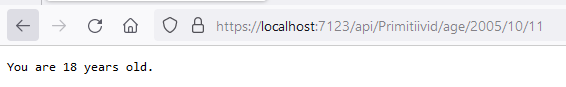 https://localhost:7123/api/Primitiivid/age/2005/10/11
You are 18 years old.